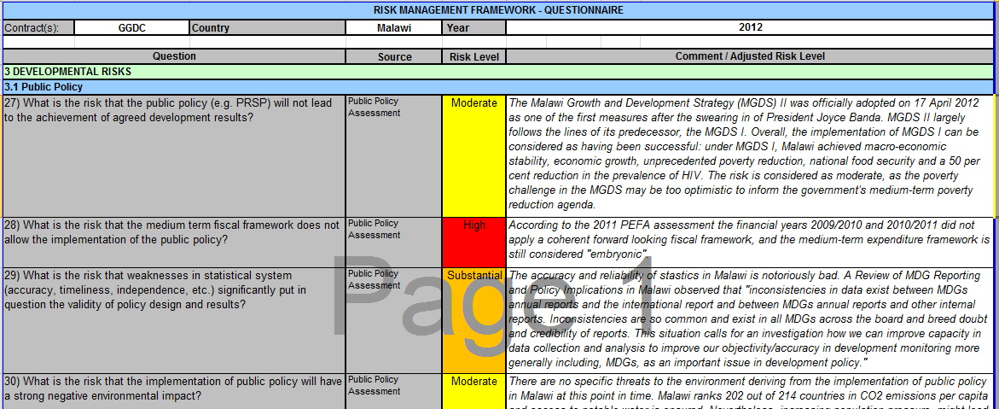 RISK MANAGEMENT FRAMEWORK - QUESTIONNAIRE
Contract(s): GGDC Country Malawi Year 2012
Question Source Risk Level Comment / Adjusted Risk Level
3 DEVELOPMENTAL RISKS
3.1 Public Policy
27) What is the risk that the public policy (e.g. PRSP) will not lead
to the achievement of agreed development results?
Public Policy
Assessment
Moderate
The Malawi Growth and Development Strategy (MGDS) II was officially adopted on 17 April 2012
as one of the first measures after the swearing in of President Joyce Banda. MGDS II largely
follows the lines of its predecessor, the MGDS I. Overall, the implementation of MGDS I can be
considered as having been successful: under MGDS I, Malawi achieved macro-economic
stability, economic growth, unprecedented poverty reduction, national food security and a 50 per
cent reduction in the prevalence of HIV. The risk is considered as moderate, as the poverty
challenge in the MGDS may be too optimistic to inform the government's medium-term poverty
reduction agenda.
28) What is the risk that the medium term fiscal framework does not
allow the implementation of the public policy?
Public Policy
Assessment
High
According to the 2011 PEFA assessment the financial years 2009/2010 and 2010/2011 did not
apply a coherent forward looking fiscal framework, and the medium-term expenditure framework is
still considered "embryonic".
29) What is the risk that weaknesses in statistical system
(accuracy, timeliness, independence, etc.) significantly put in
question the validity of policy design and results?
Public Policy
Assessment
Substantial
The accuracy and reliability of stastics in Malawi is notoriously bad. A Review of MDG Reporting
and Policy Implications in Malawi observed that "inconsistencies in data exist between MDGs
annual reports and the international report and between MDGs annual reports and other internal
reports. Inconsistencies are so common and exist in all MDGs across the board and breed doubt
and credibility of reports. This situation calls for an investigation how we can improve capacity in
data collection and analysis to improve our objectivity/accuracy in development monitoring more
generally including, MDGs, as an important issue in development policy."
30) What is the risk that the implementation of public policy will have
a strong negative environmental impact?
Public Policy
Assessment
Moderate
There are no specific threats to the environment deriving from the implementation of public policy
in Malawi at this point in time. Malawi ranks 202 out of 214 countries in CO2 emissions per capita
Page 1